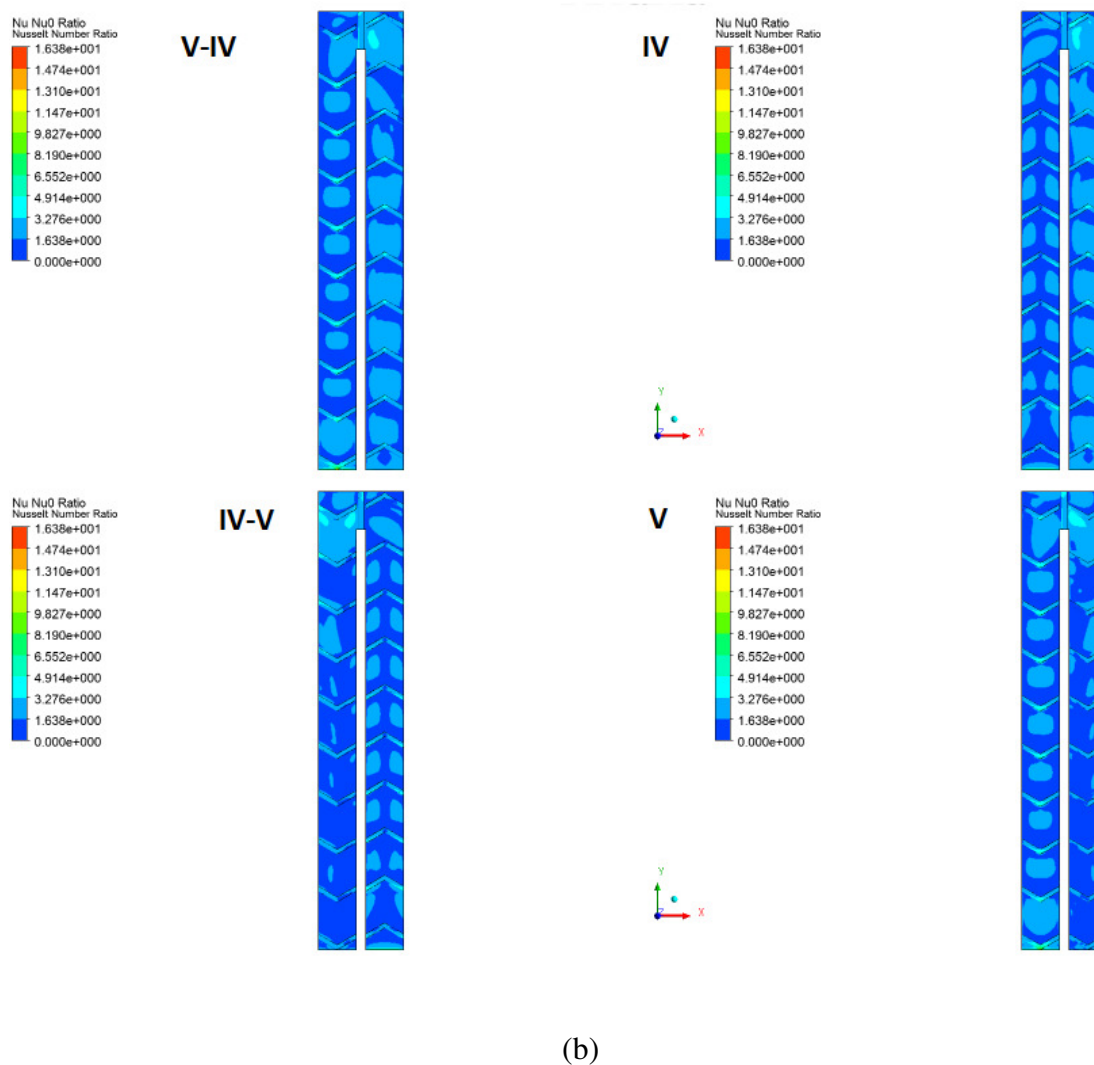 Nu Nu0 Ratio
Nusselt Number Ratio
1.638e+001
1.474e+001
1.310e+001
1.147e+001
9.827e+000
8.190e+000
6.552e+000
4.914e+000
3.276e+000
1.638e+000
0.000e+000
V-IV
Nu Nu0 Ratio
Nusselt Number Ratio
1.638e+001
1.474e+001
1.310e+001
1.147e+001
9.827e+000
8.190e+000
6.552e+000
4.914e+000
3.276e+000
1.638e+000
0.000e+000
IV
Y
Z
X
Nu Nu0 Ratio
Nusselt Number Ratio
1.638e+001
1.474e+001
1.310e+001
1.147e+001
9.827e+000
8.190e+000
6.552e+000
4.914e+000
3.276e+000
1.638e+000
0.000e+000
IV-V
Nu Nu0 Ratio
Nusselt Number Ratio
1.638e+001
1.474e+001
1.310e+001
1.147e+001
9.827e+000
8.190e+000
6.552e+000
4.914e+000
3.276e+000
1.638e+000
0.000e+000
V
Y
Z
X
(b)